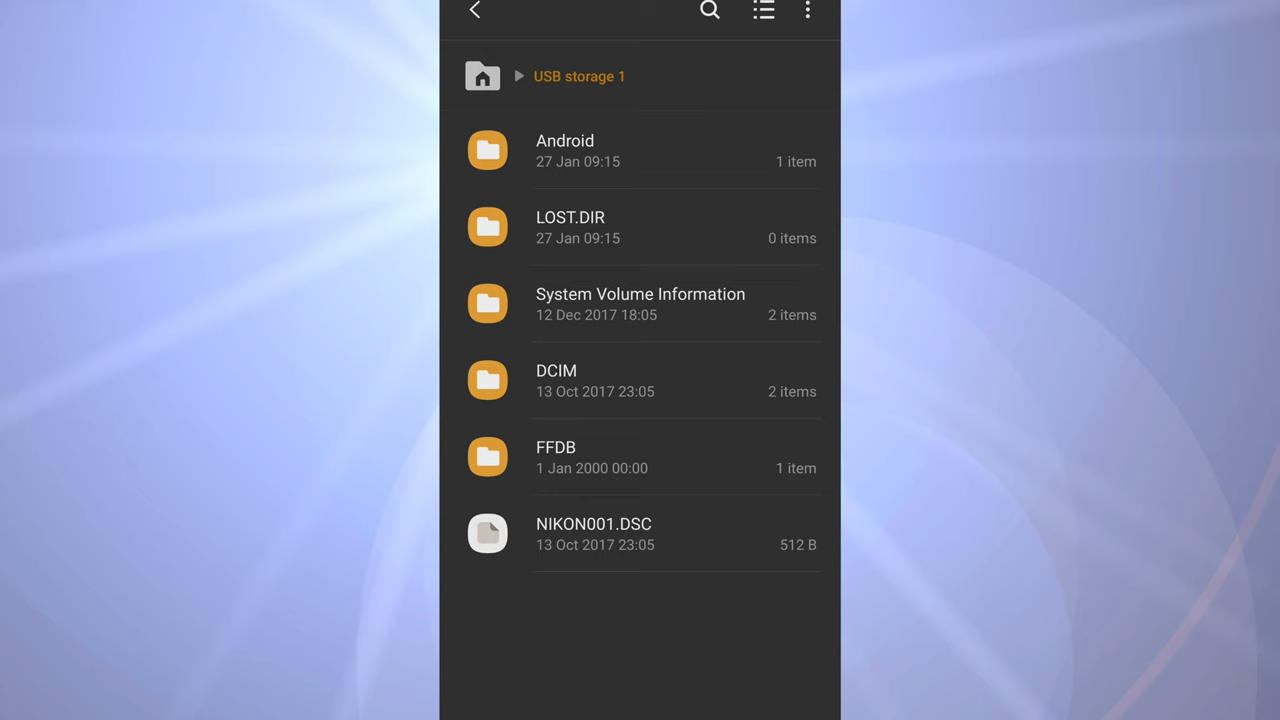 USB storage 1
Android
27 Jan 09:15
1 item
LOST.DIR
27 Jan 09:15
0 items
System Volume Information
12 Dec 2017 18:05
2 items
DCIM
13 Oct 2017 23:05
2 items
FFDB
1 Jan 2000 00:00
1 item
NIKON001.DSC
13 Oct 2017 23:05
512 B